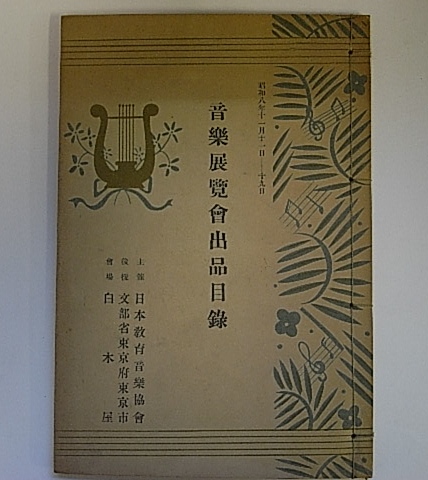 昭和八年十一月十一日—十九日
音樂展覽會出品目錄
主催 日本教育音樂協會
後援 文部省東京府東京市
會場 白木屋